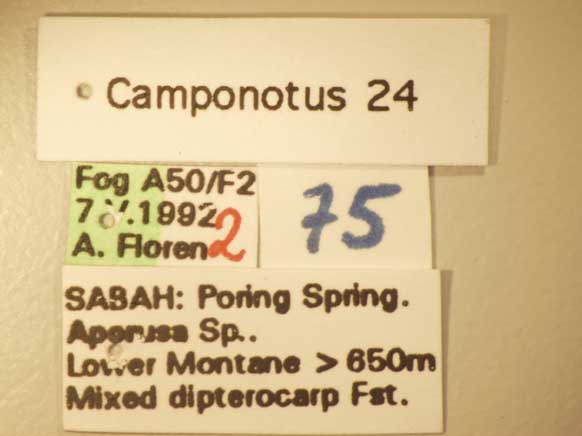 Camponotus 24
Fog A50/F2
7.V.1992
A. Floren 2
75
SABAH: Poring Spring.
Aporusa Sp..
Lower Montane > 650m
Mixed dipterocarp Fst.